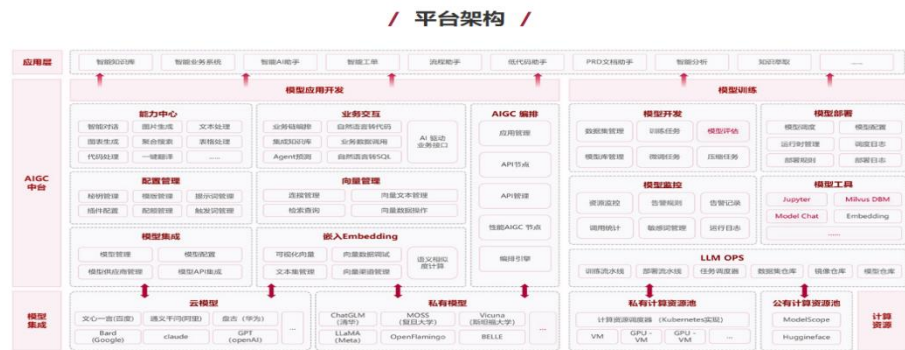 / 平台架构 /
应用层
智能知识库 智能业务系统 智能AI助手 智能工单 流程助手 低代码助手 PRD文档助手 智能分析 知识萃取 ......
AIGC
中台
模型应用开发
能力中心
智能对话 图片生成 文本处理
图表生成 聚合搜索 表格处理
代码处理 一键翻译 ......
业务交互
业务链编排 自然语言转代码
集成知识库 业务数据调用
Agent预测 自然语言转SQL
AI 驱动
业务接口
AIGC 编排
应用管理
API节点
API管理
性能AIGC 节点
编排引擎
配置管理
秘钥管理 模版管理 提示词管理
插件配置 配额管理 触发词管理
向量管理
连接管理 向量文本管理
检索查询 向量数据操作
模型集成
模型管理 模型配置
模型供应商管理 模型API集成
嵌入Embedding
可视化向量 向量数据调试
文本集管理 向量渠道管理
语义相似
度计算
模型训练
模型开发
数据集管理 训练任务 模型评估
模型库管理 微调任务 压缩任务
模型部署
模型调度 模型配置
运行时管理 调度日志
部署规则 部署日志
模型监控
资源监控 告警规则 告警记录
调用统计 敏感词管理 运行日志
模型工具
Jupyter Milvus DBM
Model Chat Embedding
......
LLM OPS
训练流水线 部署流水线 任务调度器 数据集仓库 镜像仓库 模型仓库
模型
集成
云模型
文心一言(百度) 通义千问(阿里) 盘古（华为）
Bard
(Google)
claude
GPT
(openAI)
...
私有模型
ChatGLM
(清华)
MOSS
(复旦大学)
Vicuna
(斯坦福大学)
LLaMA
(Meta)
OpenFlamingo BELLE
...
私有计算资源池
计算资源调度器 （Kubernetes实现）
VM
GPU -
VM
GPU -
VM
...
公有计算资源池
ModelScope
Huggineface
计算
资源